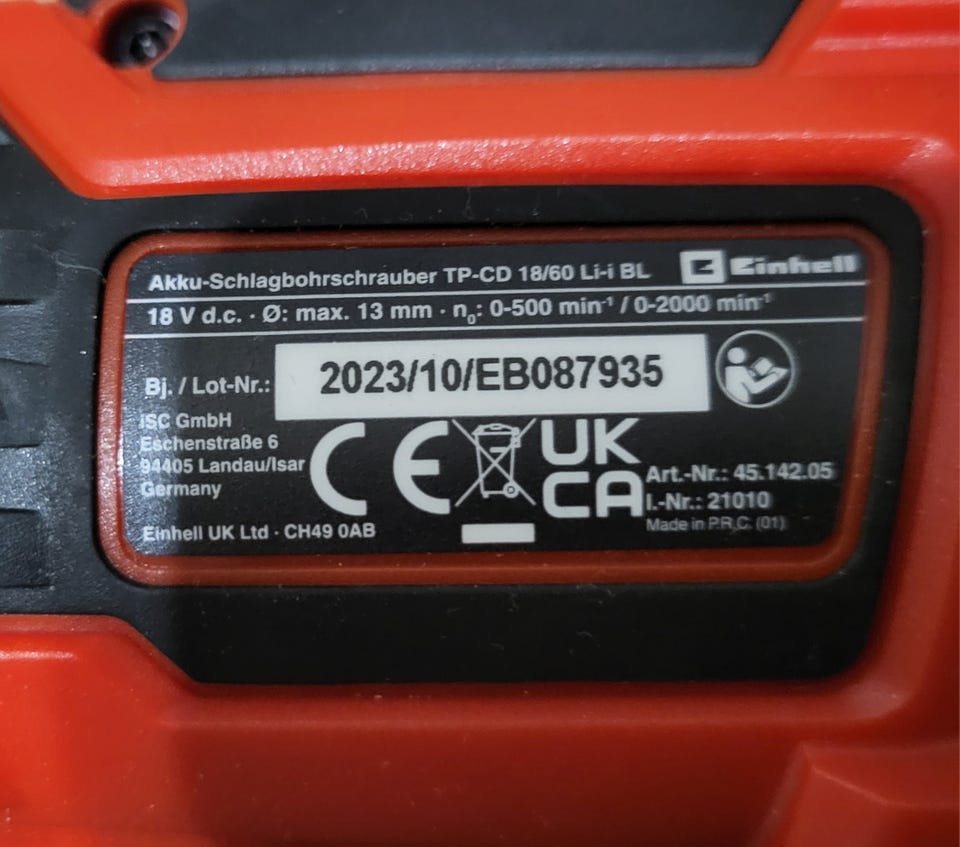 Akku-Schlagbohrschrauber TP-CD 18/60 Li-i BL Einhell
18 V d.c. · Ø: max. 13 mm · n₀: 0-500 min⁻¹ / 0-2000 min⁻¹
Bj. / Lot-Nr.: 2023/10/EB087935
iSC GmbH
Eschenstraße 6
94405 Landau/Isar
Germany
Einhell UK Ltd · CH49 0AB
CE
UK
CA
Art.-Nr.: 45.142.05
I.-Nr.: 21010
Made in P.R.C. (01)